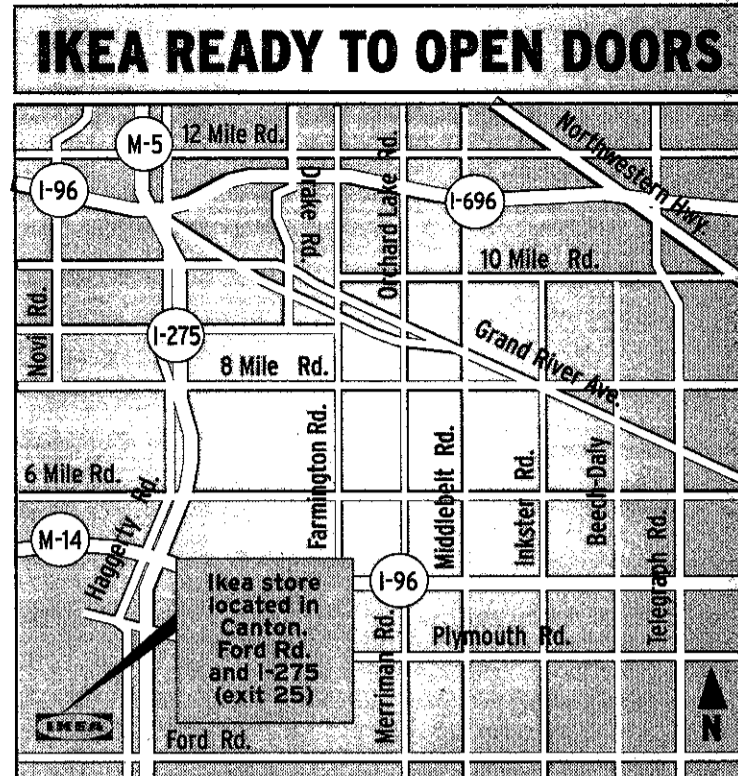 IKEA READY TO OPEN DOORS
M-5
12 Mile Rd.
Northwestern Hwy.
I-96
Drake Rd.
Orchard Lake Rd.
I-696
10 Mile Rd.
Novi Rd.
I-275
Grand River Ave.
8 Mile Rd.
6 Mile Rd.
Farmington Rd.
Middlebelt Rd.
Inkster Rd.
Beech-Daly
Haggerty Rd.
M-14
Telegraph Rd.
I-96
Ikea store
located in
Canton.
Ford Rd.
and I-275
(exit 25)
Merriman Rd.
Plymouth Rd.
IKEA
Ford Rd.
N